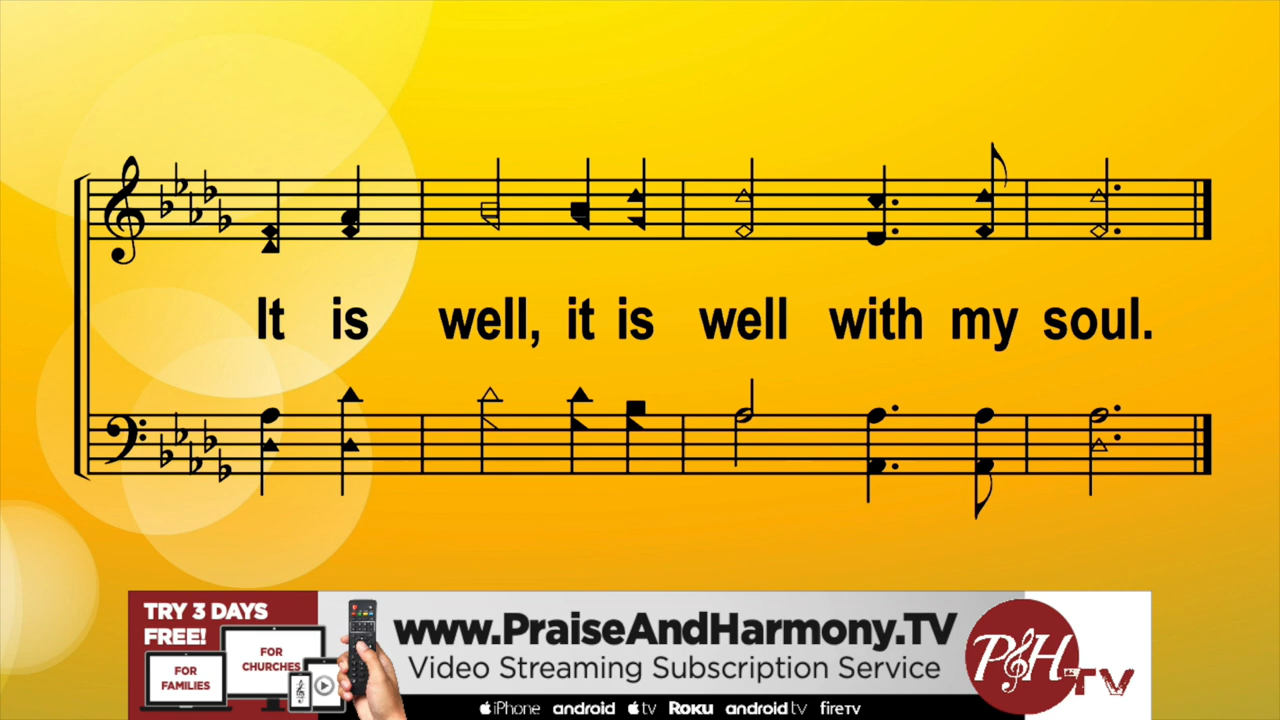 It is well, it is well with my soul.
TRY 3 DAYS
FREE!
FOR
FAMILIES
FOR
CHURCHES
www.PraiseAndHarmony.TV
Video Streaming Subscription Service
iPhone android tv Roku androidtv fireTV
P&H TV